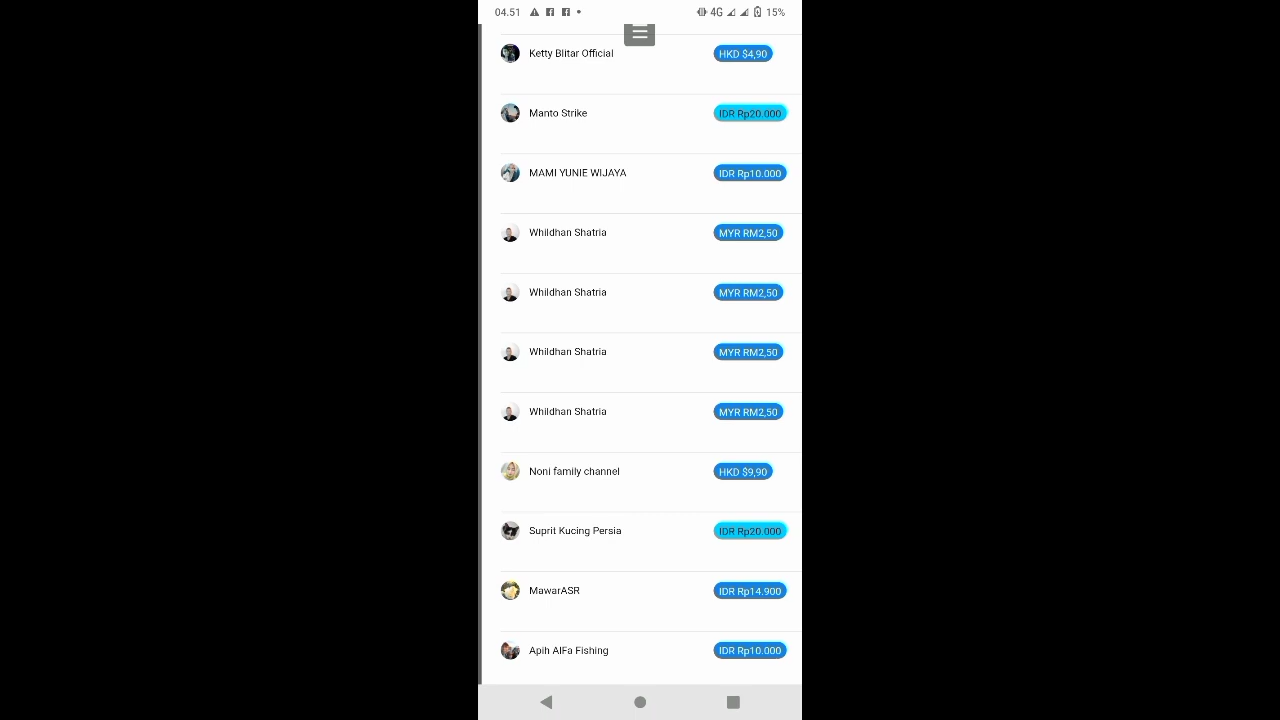 04.51 4G 15%
Ketty Blitar Official HKD $4,90
Manto Strike IDR Rp20.000
MAMI YUNIE WIJAYA IDR Rp10.000
Whildhan Shatria MYR RM2,50
Whildhan Shatria MYR RM2,50
Whildhan Shatria MYR RM2,50
Whildhan Shatria MYR RM2,50
Noni family channel HKD $9,90
Suprit Kucing Persia IDR Rp20.000
MawarASR IDR Rp14.900
Apih AlFa Fishing IDR Rp10.000